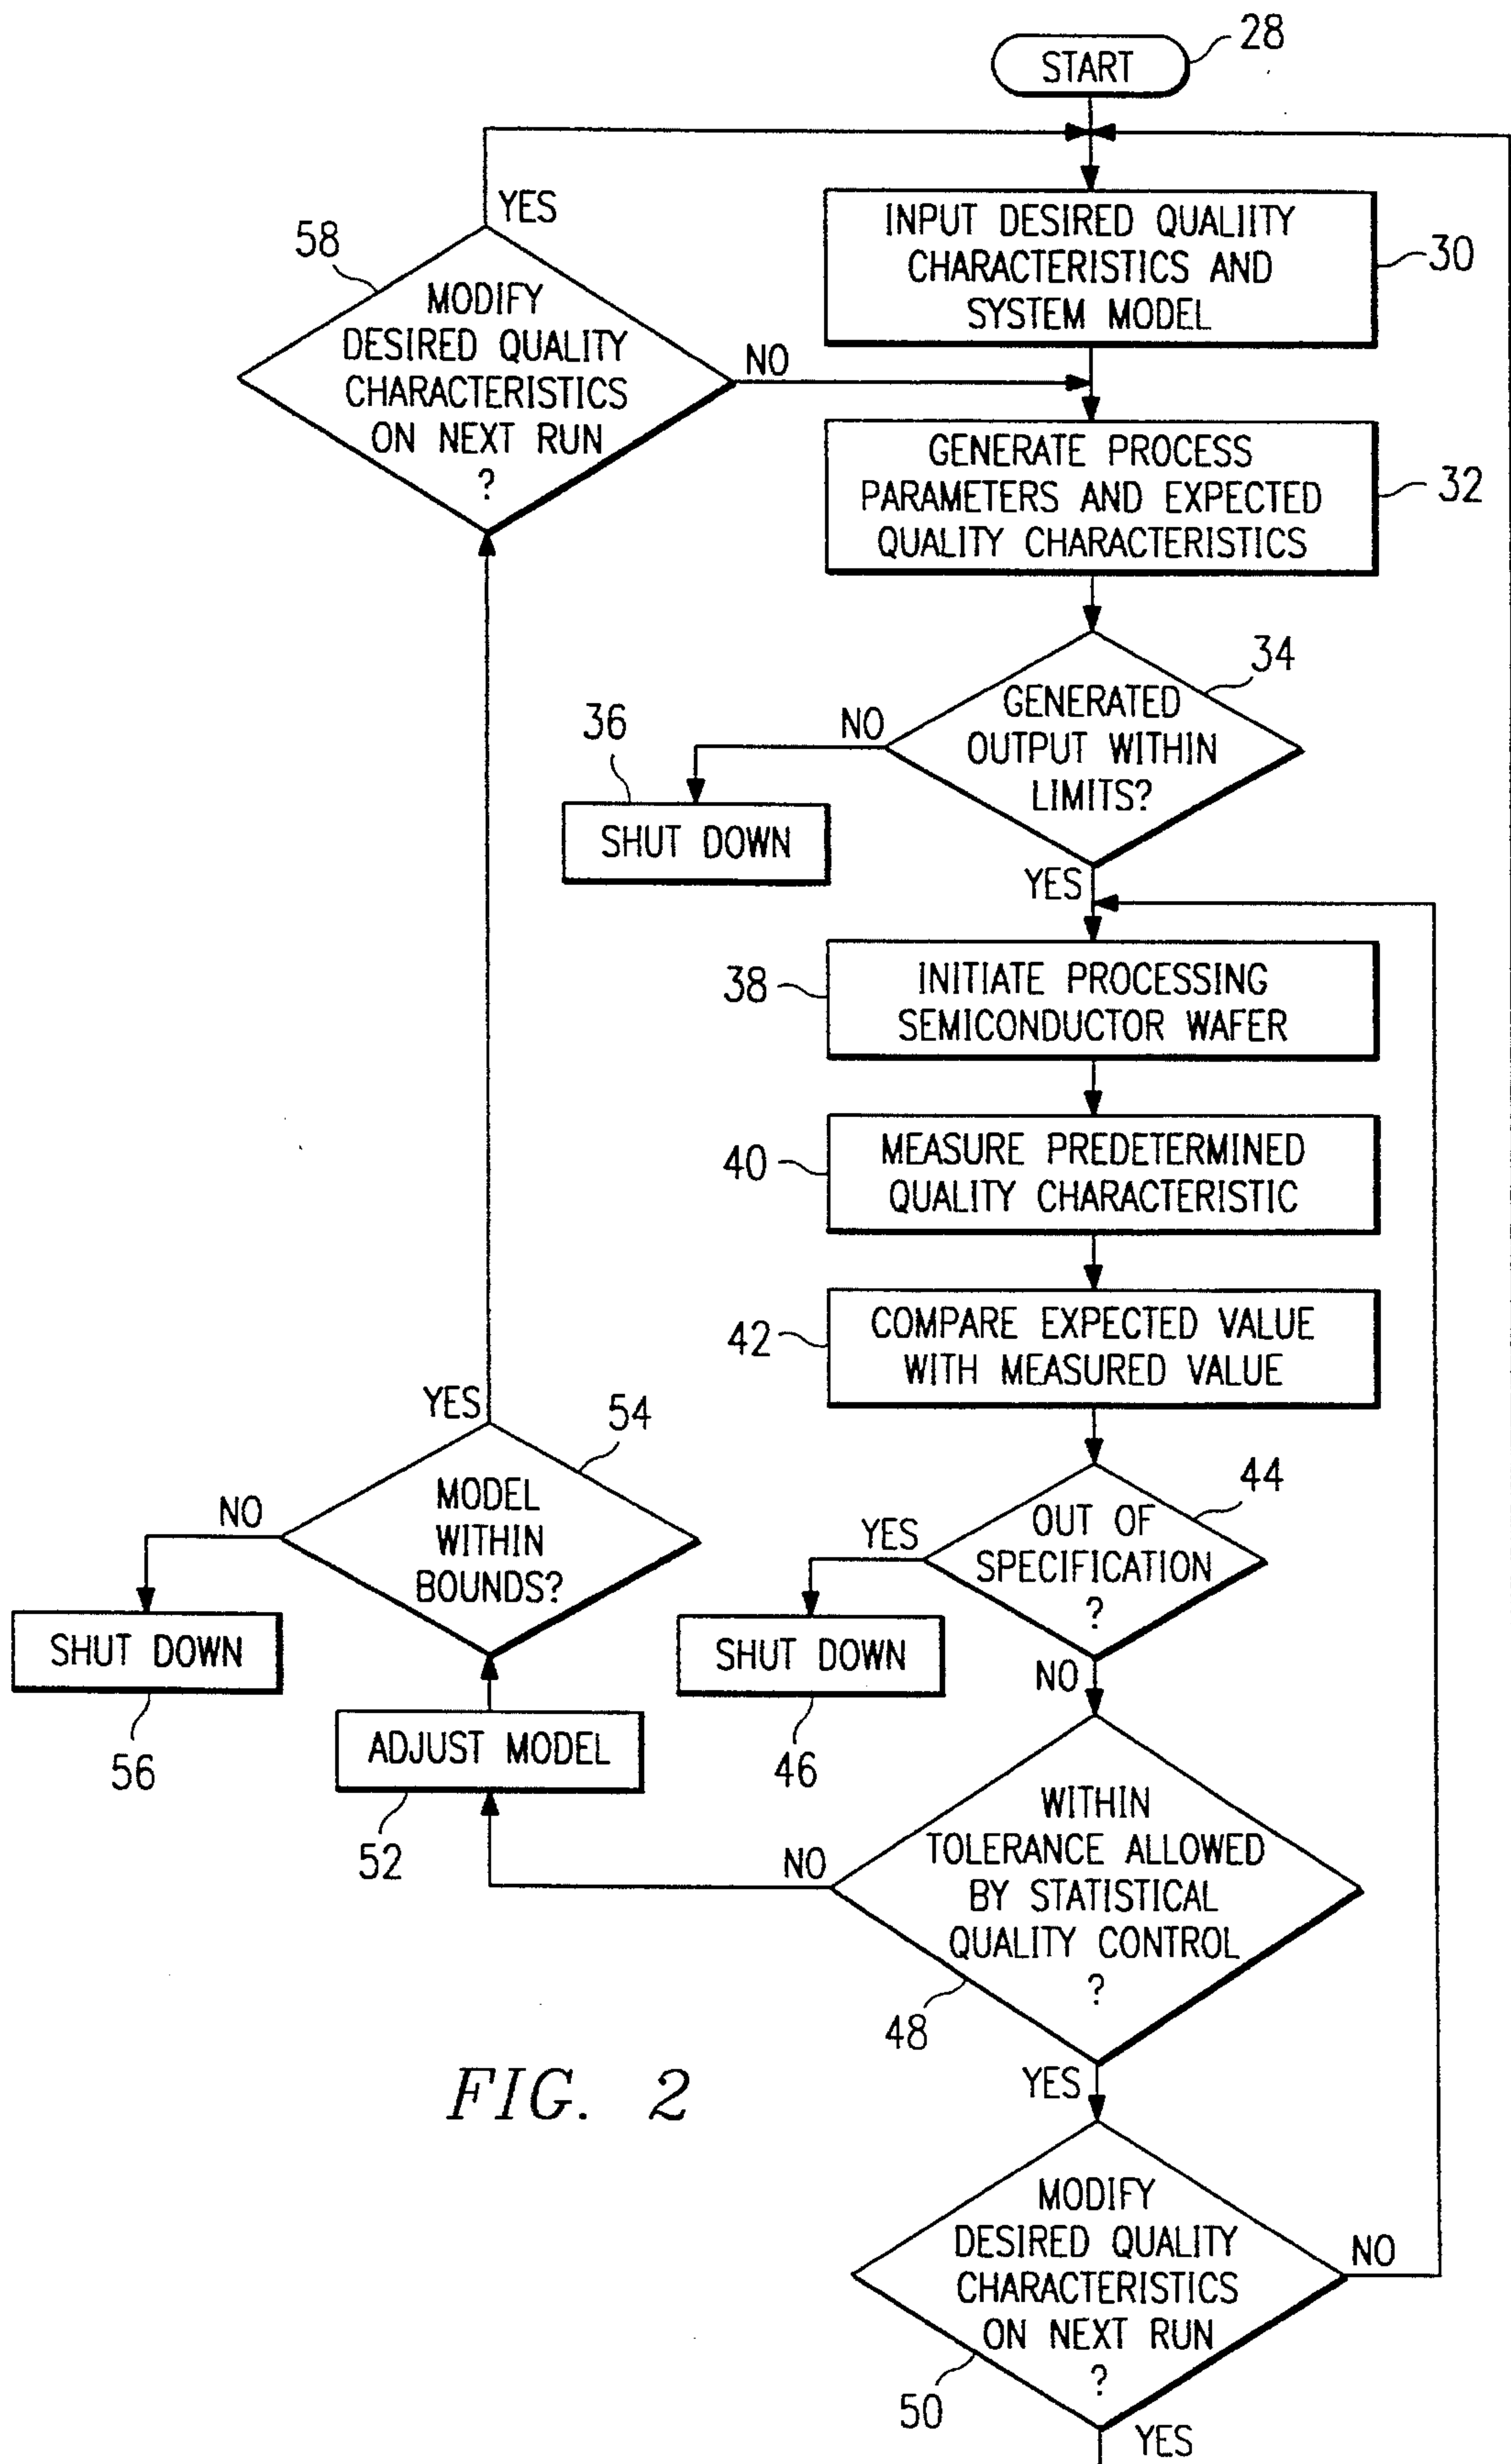 START
28
YES
58
MODIFY
DESIRED QUALITY
CHARACTERISTICS
ON NEXT RUN
?
NO
INPUT DESIRED QUALIITY
CHARACTERISTICS AND
SYSTEM MODEL
30
GENERATE PROCESS
PARAMETERS AND EXPECTED
QUALITY CHARACTERISTICS
32
34
GENERATED
OUTPUT WITHIN
LIMITS?
NO
36
SHUT DOWN
YES
38
INITIATE PROCESSING
SEMICONDUCTOR WAFER
40
MEASURE PREDETERMINED
QUALITY CHARACTERISTIC
42
COMPARE EXPECTED VALUE
WITH MEASURED VALUE
YES
54
MODEL
WITHIN
BOUNDS?
NO
SHUT DOWN
56
44
OUT OF
SPECIFICATION
?
YES
SHUT DOWN
46
NO
ADJUST MODEL
52
NO
WITHIN
TOLERANCE ALLOWED
BY STATISTICAL
QUALITY CONTROL
?
48
YES
FIG. 2
MODIFY
DESIRED QUALITY
CHARACTERISTICS
ON NEXT RUN
?
NO
50
YES